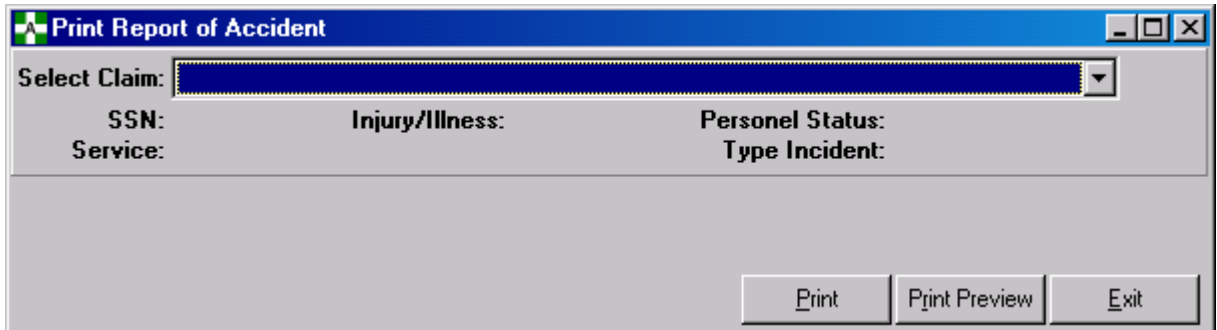 A
Print Report of Accident
Select Claim:
SSN: Injury/Illness: Personel Status:
Service: Type Incident:
Print Print Preview Exit